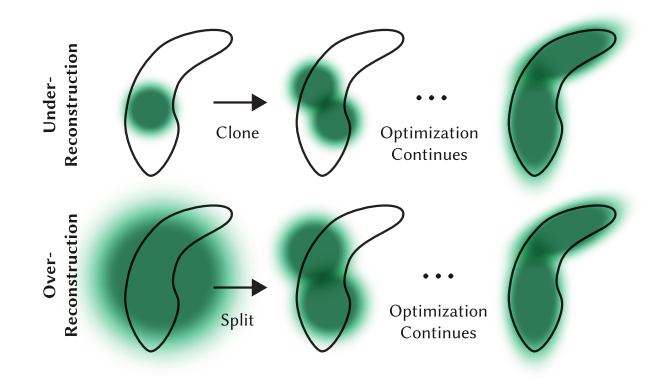 Under-
Reconstruction
Clone
Optimization
Continues
Over-
Reconstruction
Split
Optimization
Continues